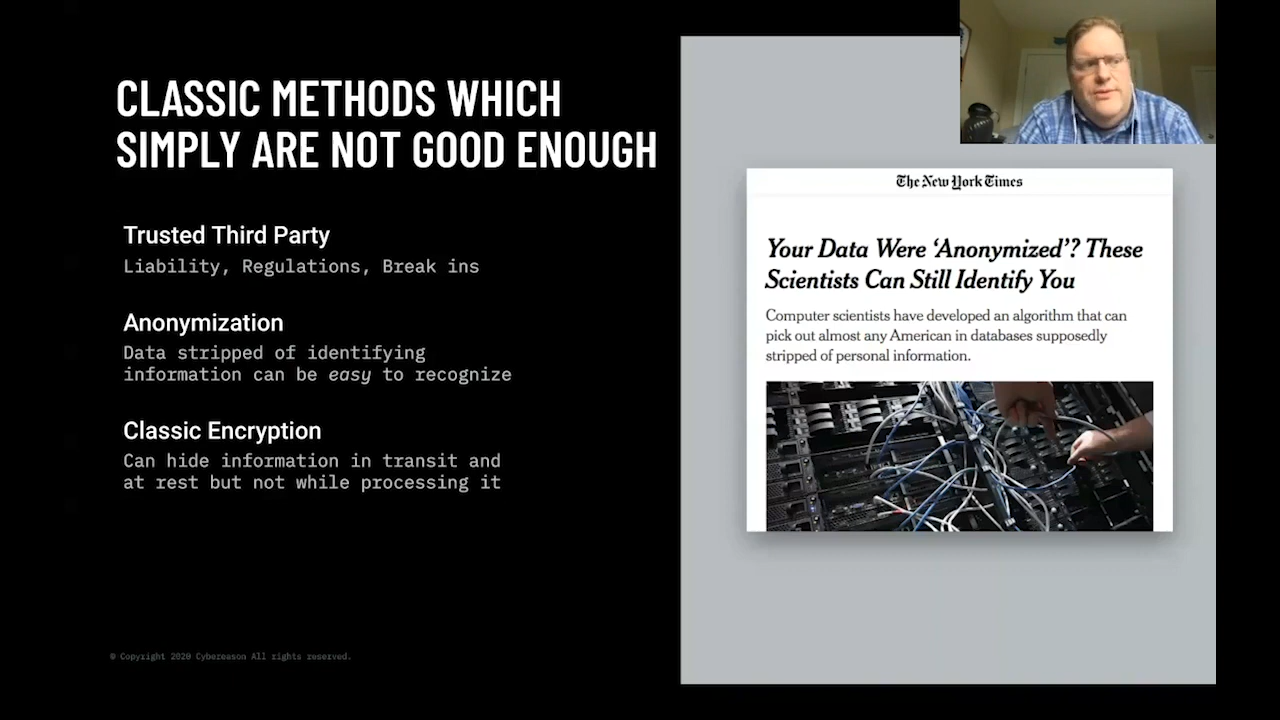 CLASSIC METHODS WHICH
SIMPLY ARE NOT GOOD ENOUGH
Trusted Third Party
Liability, Regulations, Break ins
Anonymization
Data stripped of identifying
information can be easy to recognize
Classic Encryption
Can hide information in transit and
at rest but not while processing it
© Copyright 2020 Cybereason All rights reserved.
The New York Times
Your Data Were ‘Anonymized’? These
Scientists Can Still Identify You
Computer scientists have developed an algorithm that can
pick out almost any American in databases supposedly
stripped of personal information.